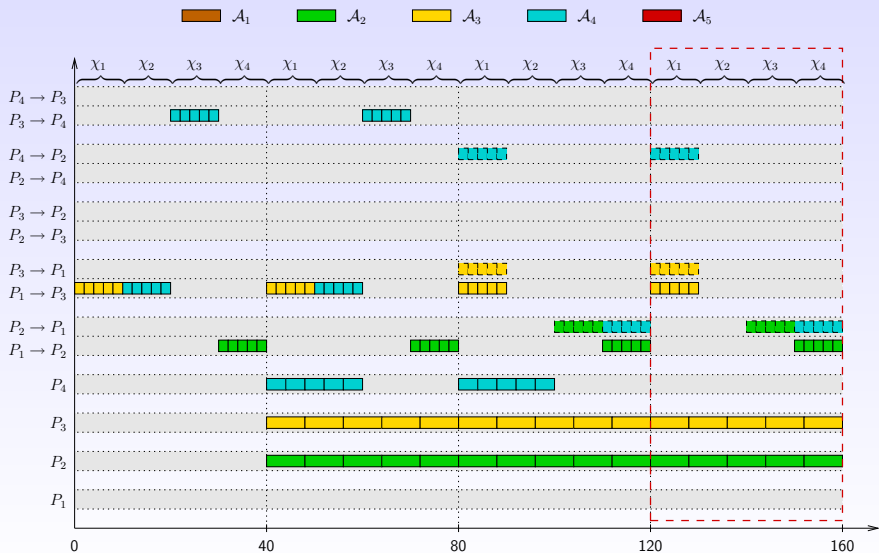 𝒜₁ 𝒜₂ 𝒜₃ 𝒜₄ 𝒜₅
χ₁ χ₂ χ₃ χ₄ χ₁ χ₂ χ₃ χ₄ χ₁ χ₂ χ₃ χ₄ χ₁ χ₂ χ₃ χ₄
P₄ → P₃
P₃ → P₄
P₄ → P₂
P₂ → P₄
P₃ → P₂
P₂ → P₃
P₃ → P₁
P₁ → P₃
P₂ → P₁
P₁ → P₂
P₄
P₃
P₂
P₁
0 40 80 120 160